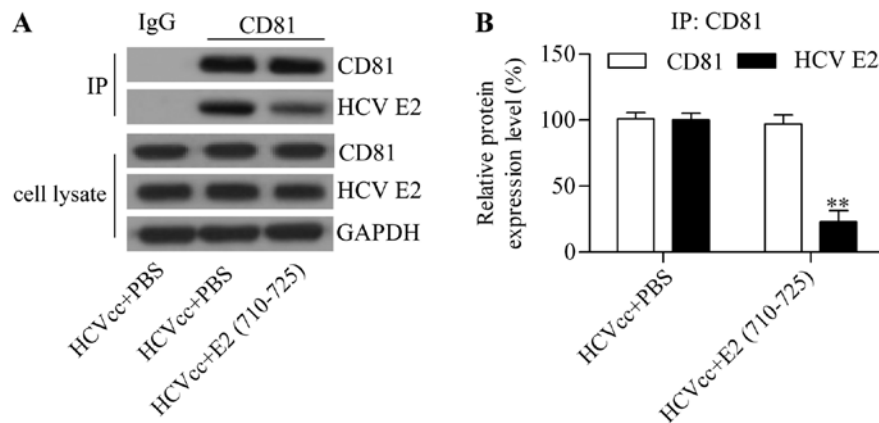 A
IgG
CD81
IP
CD81
HCV E2
cell lysate
CD81
HCV E2
GAPDH
HCVcc+PBS
HCVcc+PBS
HCVcc+E2 (710-725)
B
IP: CD81
CD81
HCV E2
Relative protein
expression level (%)
150
100
50
0
**
HCVcc+PBS
HCVcc+E2 (710-725)